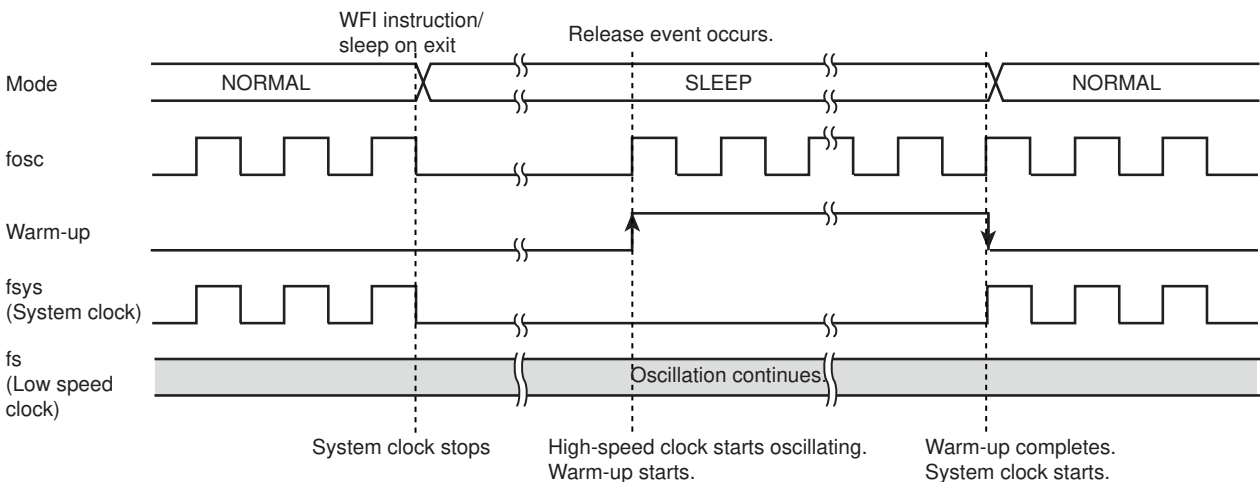 WFI instruction/
sleep on exit
Release event occurs.
Mode
NORMAL
SLEEP
NORMAL
fosc
Warm-up
fsys
(System clock)
fs
(Low speed
clock)
Oscillation continues.
System clock stops
High-speed clock starts oscillating.
Warm-up starts.
Warm-up completes.
System clock starts.